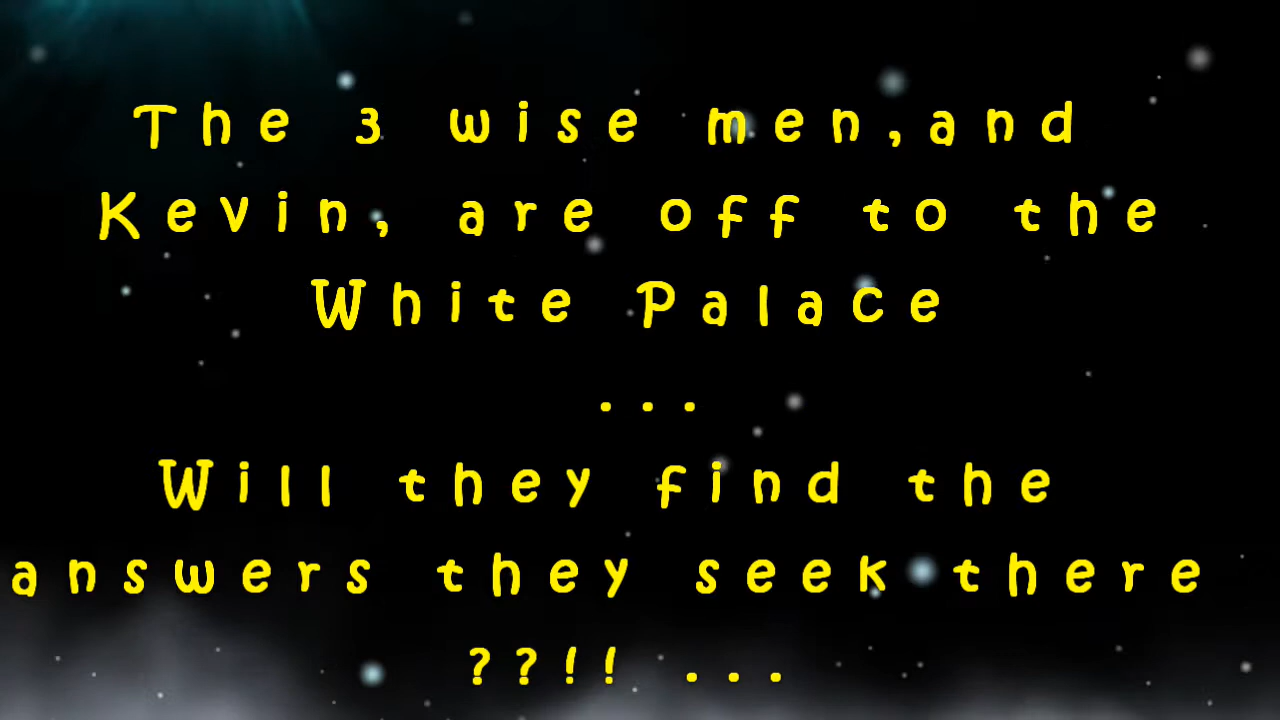 The 3 wise men,and
Kevin, are off to the
White Palace
...
Will they find the
answers they seek there
??!! ...